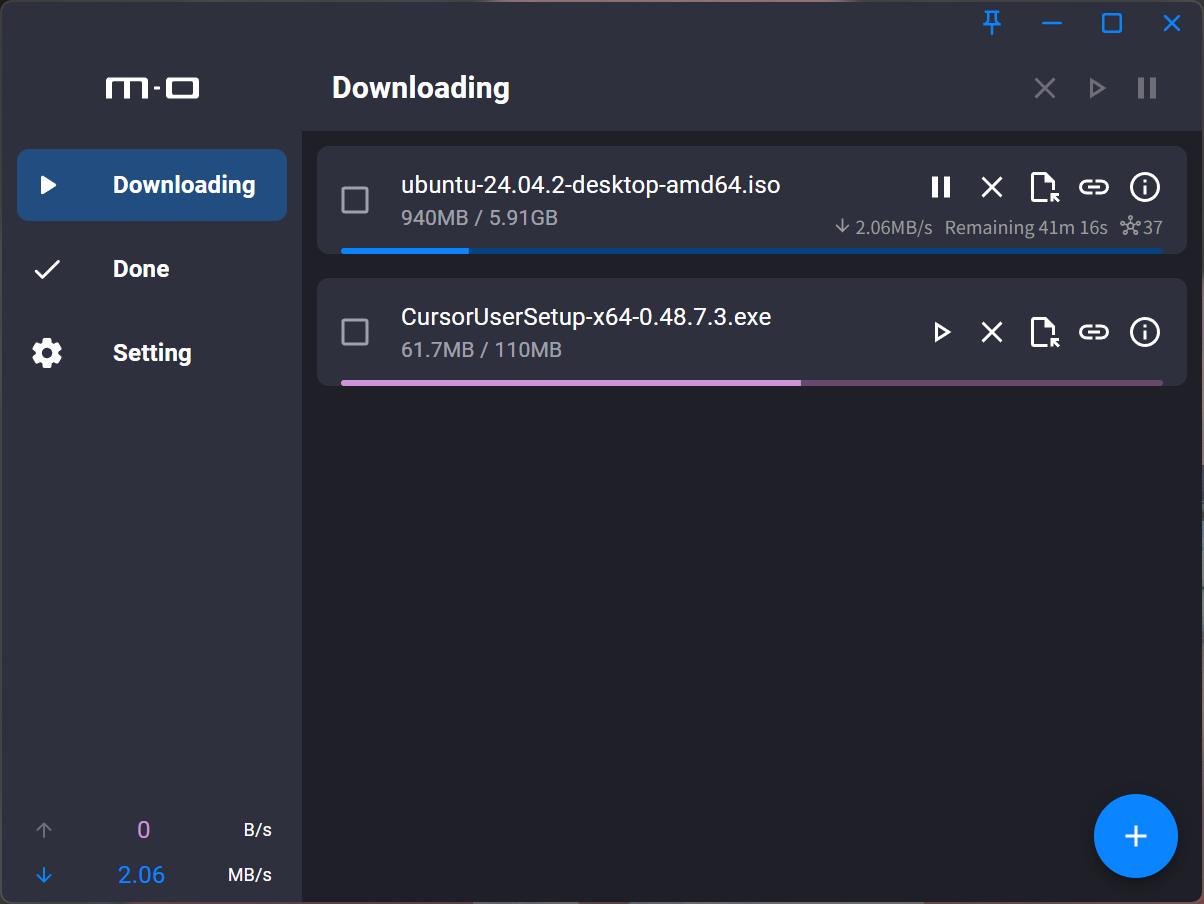 m-o
Downloading
Downloading
Done
Setting
ubuntu-24.04.2-desktop-amd64.iso
940MB / 5.91GB
2.06MB/s Remaining 41m 16s 37
CursorUserSetup-x64-0.48.7.3.exe
61.7MB / 110MB
0 B/s
2.06 MB/s